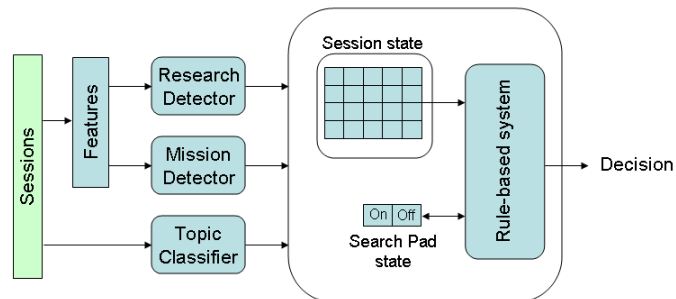 Sessions
Features
Research
Detector
Mission
Detector
Topic
Classifier
Session state
On Off
Search Pad
state
Rule-based system
Decision